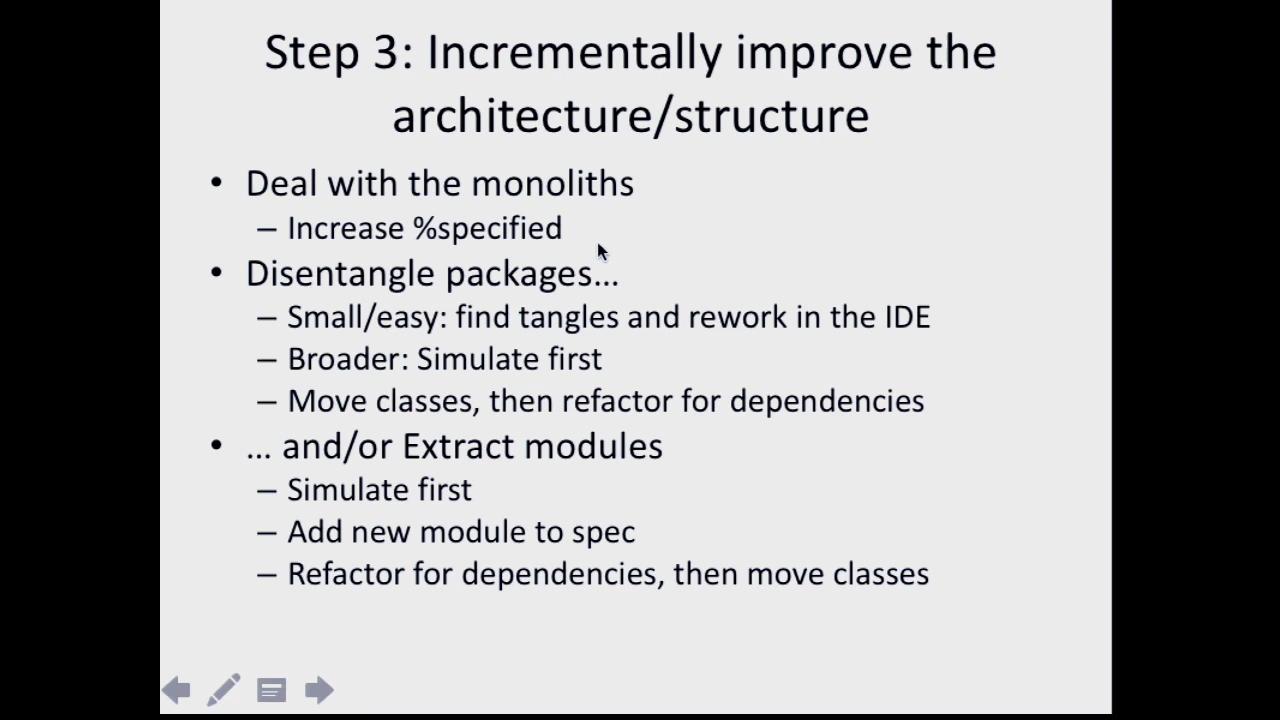 Step 3: Incrementally improve the
architecture/structure
• Deal with the monoliths
– Increase %specified
• Disentangle packages…
– Small/easy: find tangles and rework in the IDE
– Broader: Simulate first
– Move classes, then refactor for dependencies
• … and/or Extract modules
– Simulate first
– Add new module to spec
– Refactor for dependencies, then move classes